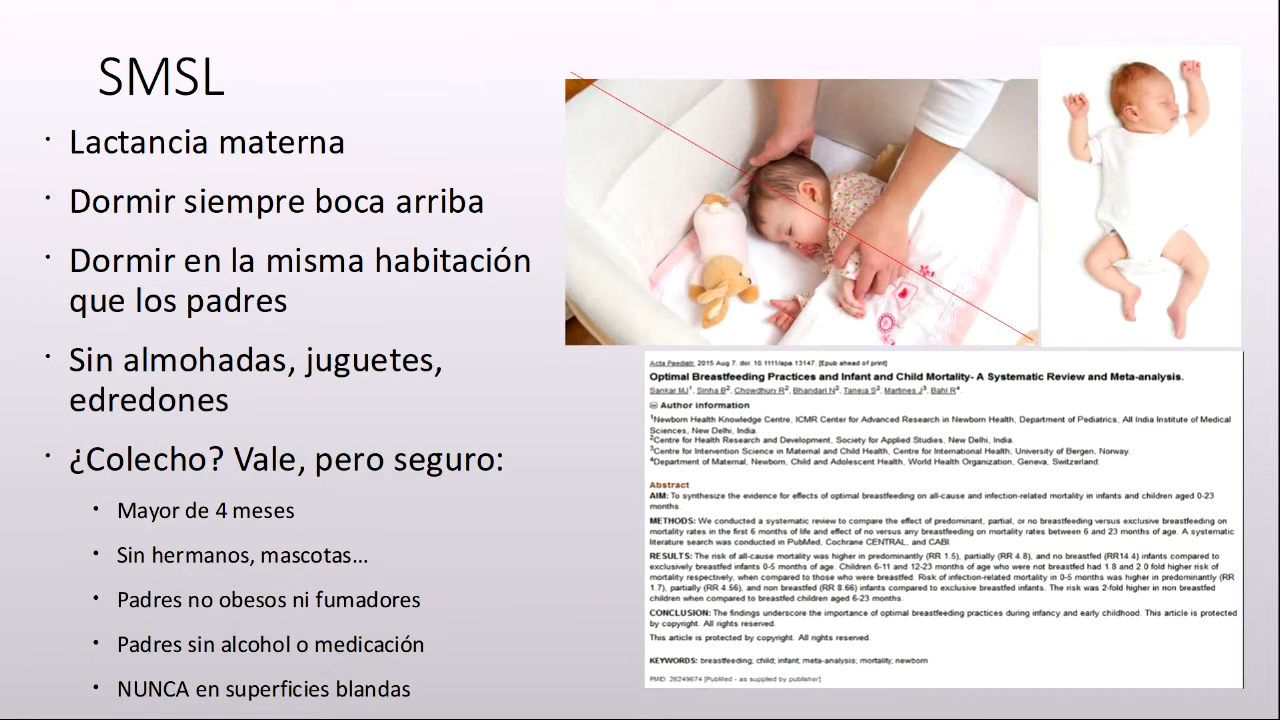 SMSL
· Lactancia materna
· Dormir siempre boca arriba
· Dormir en la misma habitación
que los padres
· Sin almohadas, juguetes,
edredones
· ¿Colecho? Vale, pero seguro:
· Mayor de 4 meses
· Sin hermanos, mascotas...
· Padres no obesos ni fumadores
· Padres sin alcohol o medicación
· NUNCA en superficies blandas
Acta Paediatr. 2015 Aug 7. doi: 10.1111/apa.13147. [Epub ahead of print]
Optimal Breastfeeding Practices and Infant and Child Mortality- A Systematic Review and Meta-analysis.
Sankar MJ1, Sinha B2, Chowdhury R2, Bhandari N2, Taneja S2, Martines J3, Bahl R4.
Author information
1Newborn Health Knowledge Centre, ICMR Center for Advanced Research in Newborn Health, Department of Pediatrics, All India Institute of Medical
Sciences, New Delhi, India.
2Centre for Health Research and Development, Society for Applied Studies, New Delhi, India.
3Centre for Intervention Science in Maternal and Child Health, Centre for International Health, University of Bergen, Norway.
4Department of Maternal, Newborn, Child and Adolescent Health, World Health Organization, Geneva, Switzerland.
Abstract
AIM: To synthesize the evidence for effects of optimal breastfeeding on all-cause and infection-related mortality in infants and children aged 0-23
months.
METHODS: We conducted a systematic review to compare the effect of predominant, partial, or no breastfeeding versus exclusive breastfeeding on
mortality rates in the first 6 months of life and effect of no versus any breastfeeding on mortality rates between 6 and 23 months of age. A systematic
literature search was conducted in PubMed, Cochrane CENTRAL, and CABI.
RESULTS: The risk of all-cause mortality was higher in predominantly (RR 1.5), partially (RR 4.8), and no breastfed (RR14.4) infants compared to
exclusively breastfed infants 0-5 months of age. Children 6-11 and 12-23 months of age who were not breastfed had 1.8 and 2.0 fold higher risk of
mortality respectively, when compared to those who were breastfed. Risk of infection-related mortality in 0-5 months was higher in predominantly (RR
1.7), partially (RR 4.56), and non breastfed (RR 8.66) infants compared to exclusive breastfed infants. The risk was 2-fold higher in non breastfed
children when compared to breastfed children aged 6-23 months.
CONCLUSION: The findings underscore the importance of optimal breastfeeding practices during infancy and early childhood. This article is protected
by copyright. All rights reserved.
This article is protected by copyright. All rights reserved.
KEYWORDS: breastfeeding; child; infant; meta-analysis; mortality; newborn
PMID: 26249674 [PubMed - as supplied by publisher]